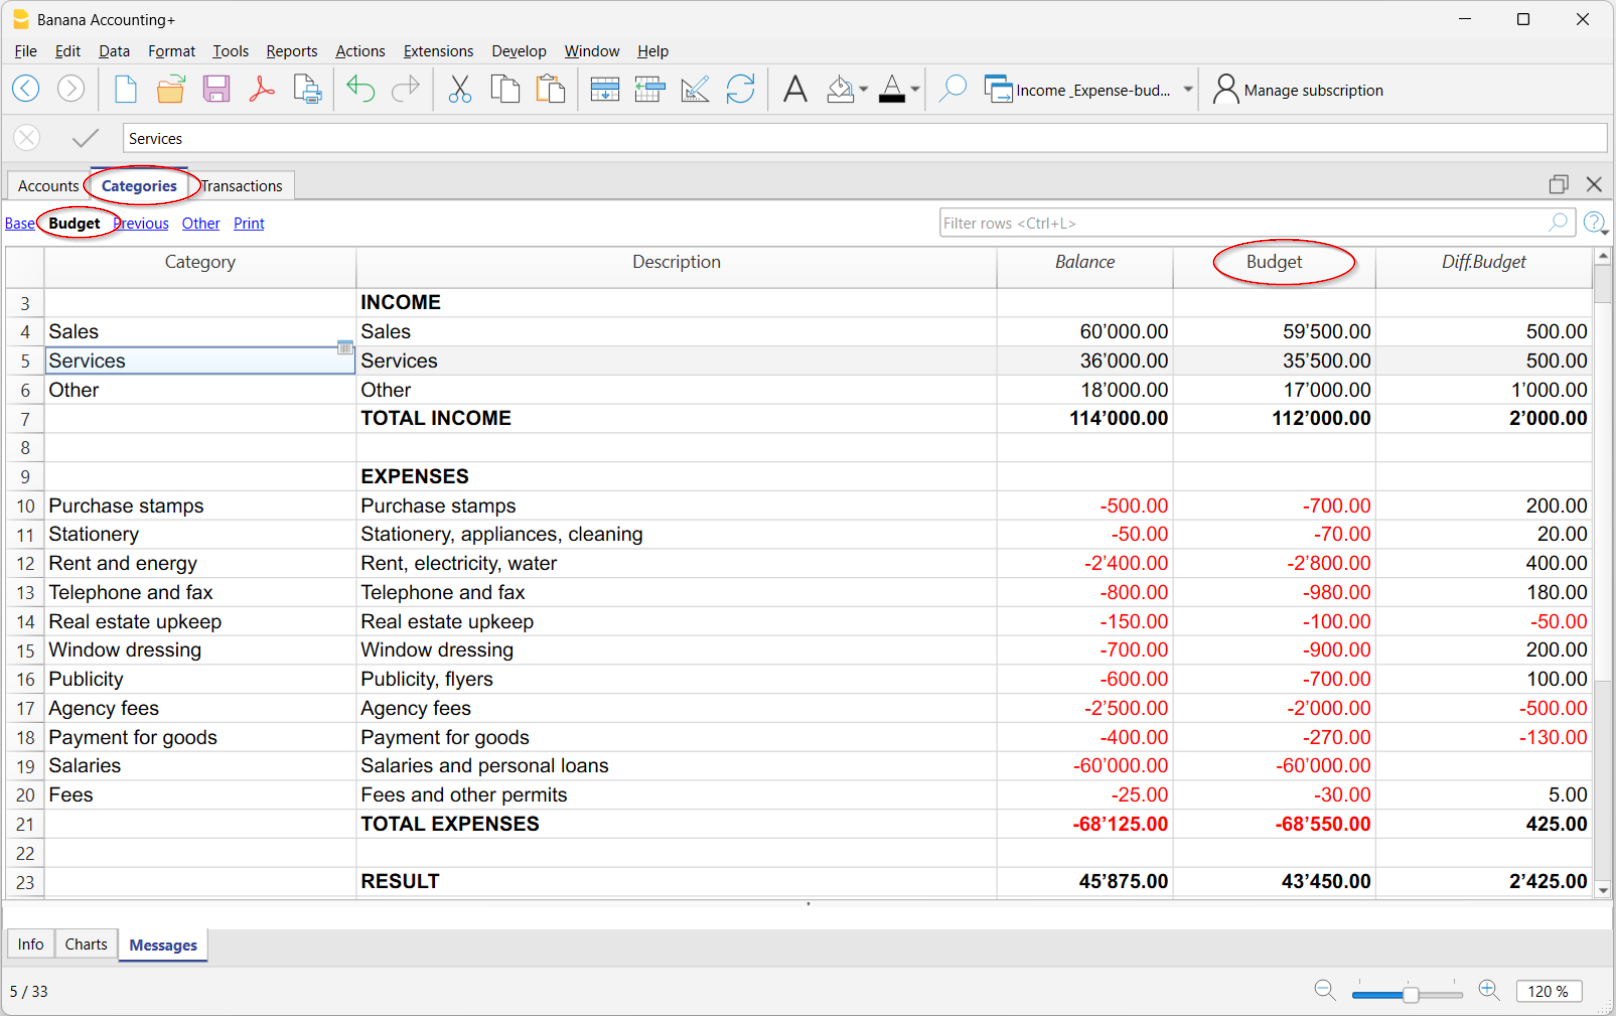 Banana Accounting+
File Edit Data Format Tools Reports Actions Extensions Develop Window Help
Income _Expense-bud... Manage subscription
Services
Accounts Categories Transactions
Base Budget Previous Other Print Filter rows <Ctrl+L>
Category Description Balance Budget Diff.Budget
3 INCOME
4 Sales Sales 60’000.00 59’500.00 500.00
5 Services Services 36’000.00 35’500.00 500.00
6 Other Other 18’000.00 17’000.00 1’000.00
7 TOTAL INCOME 114’000.00 112’000.00 2’000.00
8
9 EXPENSES
10 Purchase stamps Purchase stamps -500.00 -700.00 200.00
11 Stationery Stationery, appliances, cleaning -50.00 -70.00 20.00
12 Rent and energy Rent, electricity, water -2’400.00 -2’800.00 400.00
13 Telephone and fax Telephone and fax -800.00 -980.00 180.00
14 Real estate upkeep Real estate upkeep -150.00 -100.00 -50.00
15 Window dressing Window dressing -700.00 -900.00 200.00
16 Publicity Publicity, flyers -600.00 -700.00 100.00
17 Agency fees Agency fees -2’500.00 -2’000.00 -500.00
18 Payment for goods Payment for goods -400.00 -270.00 -130.00
19 Salaries Salaries and personal loans -60’000.00 -60’000.00
20 Fees Fees and other permits -25.00 -30.00 5.00
21 TOTAL EXPENSES -68’125.00 -68’550.00 425.00
22
23 RESULT 45’875.00 43’450.00 2’425.00
Info Charts Messages
5 / 33 120 %